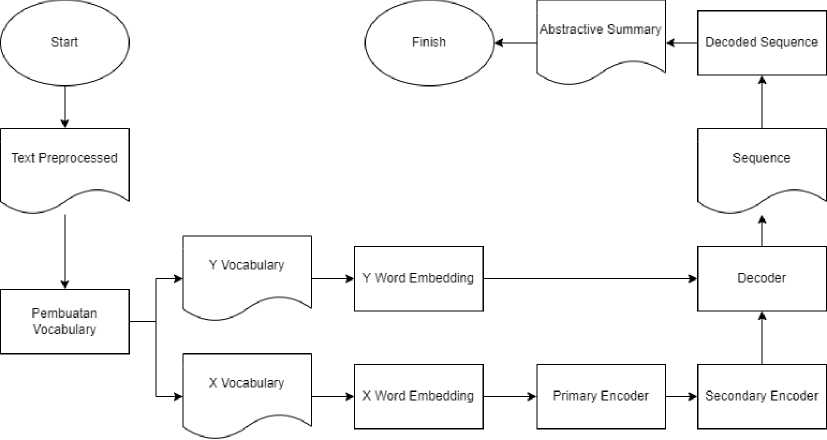 Start
Text Preprocessed
Pembuatan
Vocabulary
Y Vocabulary
Y Word Embedding
X Vocabulary
X Word Embedding
Primary Encoder
Secondary Encoder
Decoder
Sequence
Decoded Sequence
Abstractive Summary
Finish